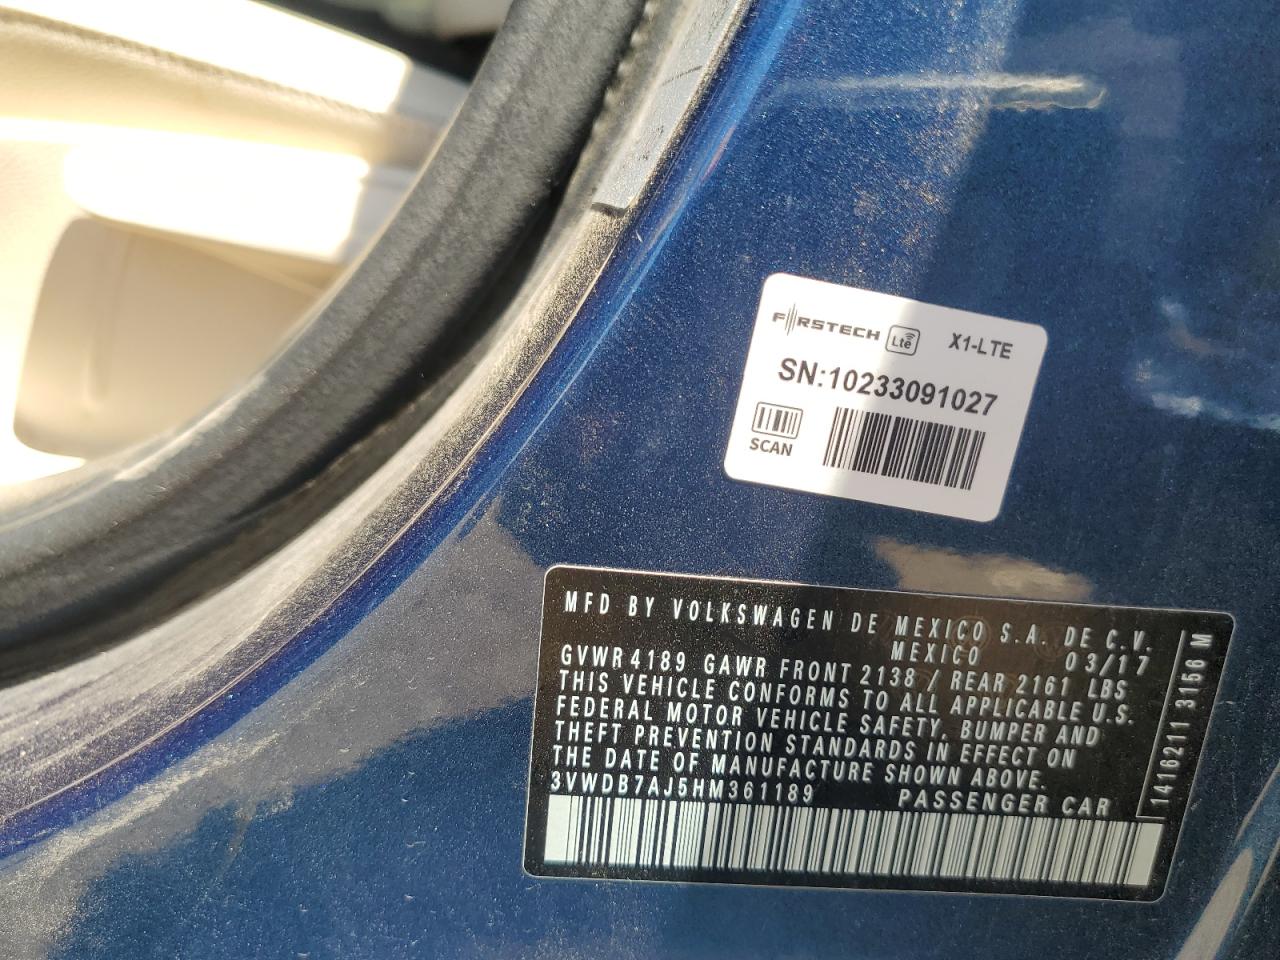 FIRSTECH Lte X1-LTE
SN:10233091027
SCAN
MFD BY VOLKSWAGEN DE MEXICO S.A. DE C.V.
MEXICO 03/17
GVWR 4189 GAWR FRONT 2138 / REAR 2161 LBS
THIS VEHICLE CONFORMS TO ALL APPLICABLE U.S.
FEDERAL MOTOR VEHICLE SAFETY, BUMPER AND
THEFT PREVENTION STANDARDS IN EFFECT ON
THE DATE OF MANUFACTURE SHOWN ABOVE.
3VWDB7AJ5HM361189 PASSENGER CAR
1416211 3156 M